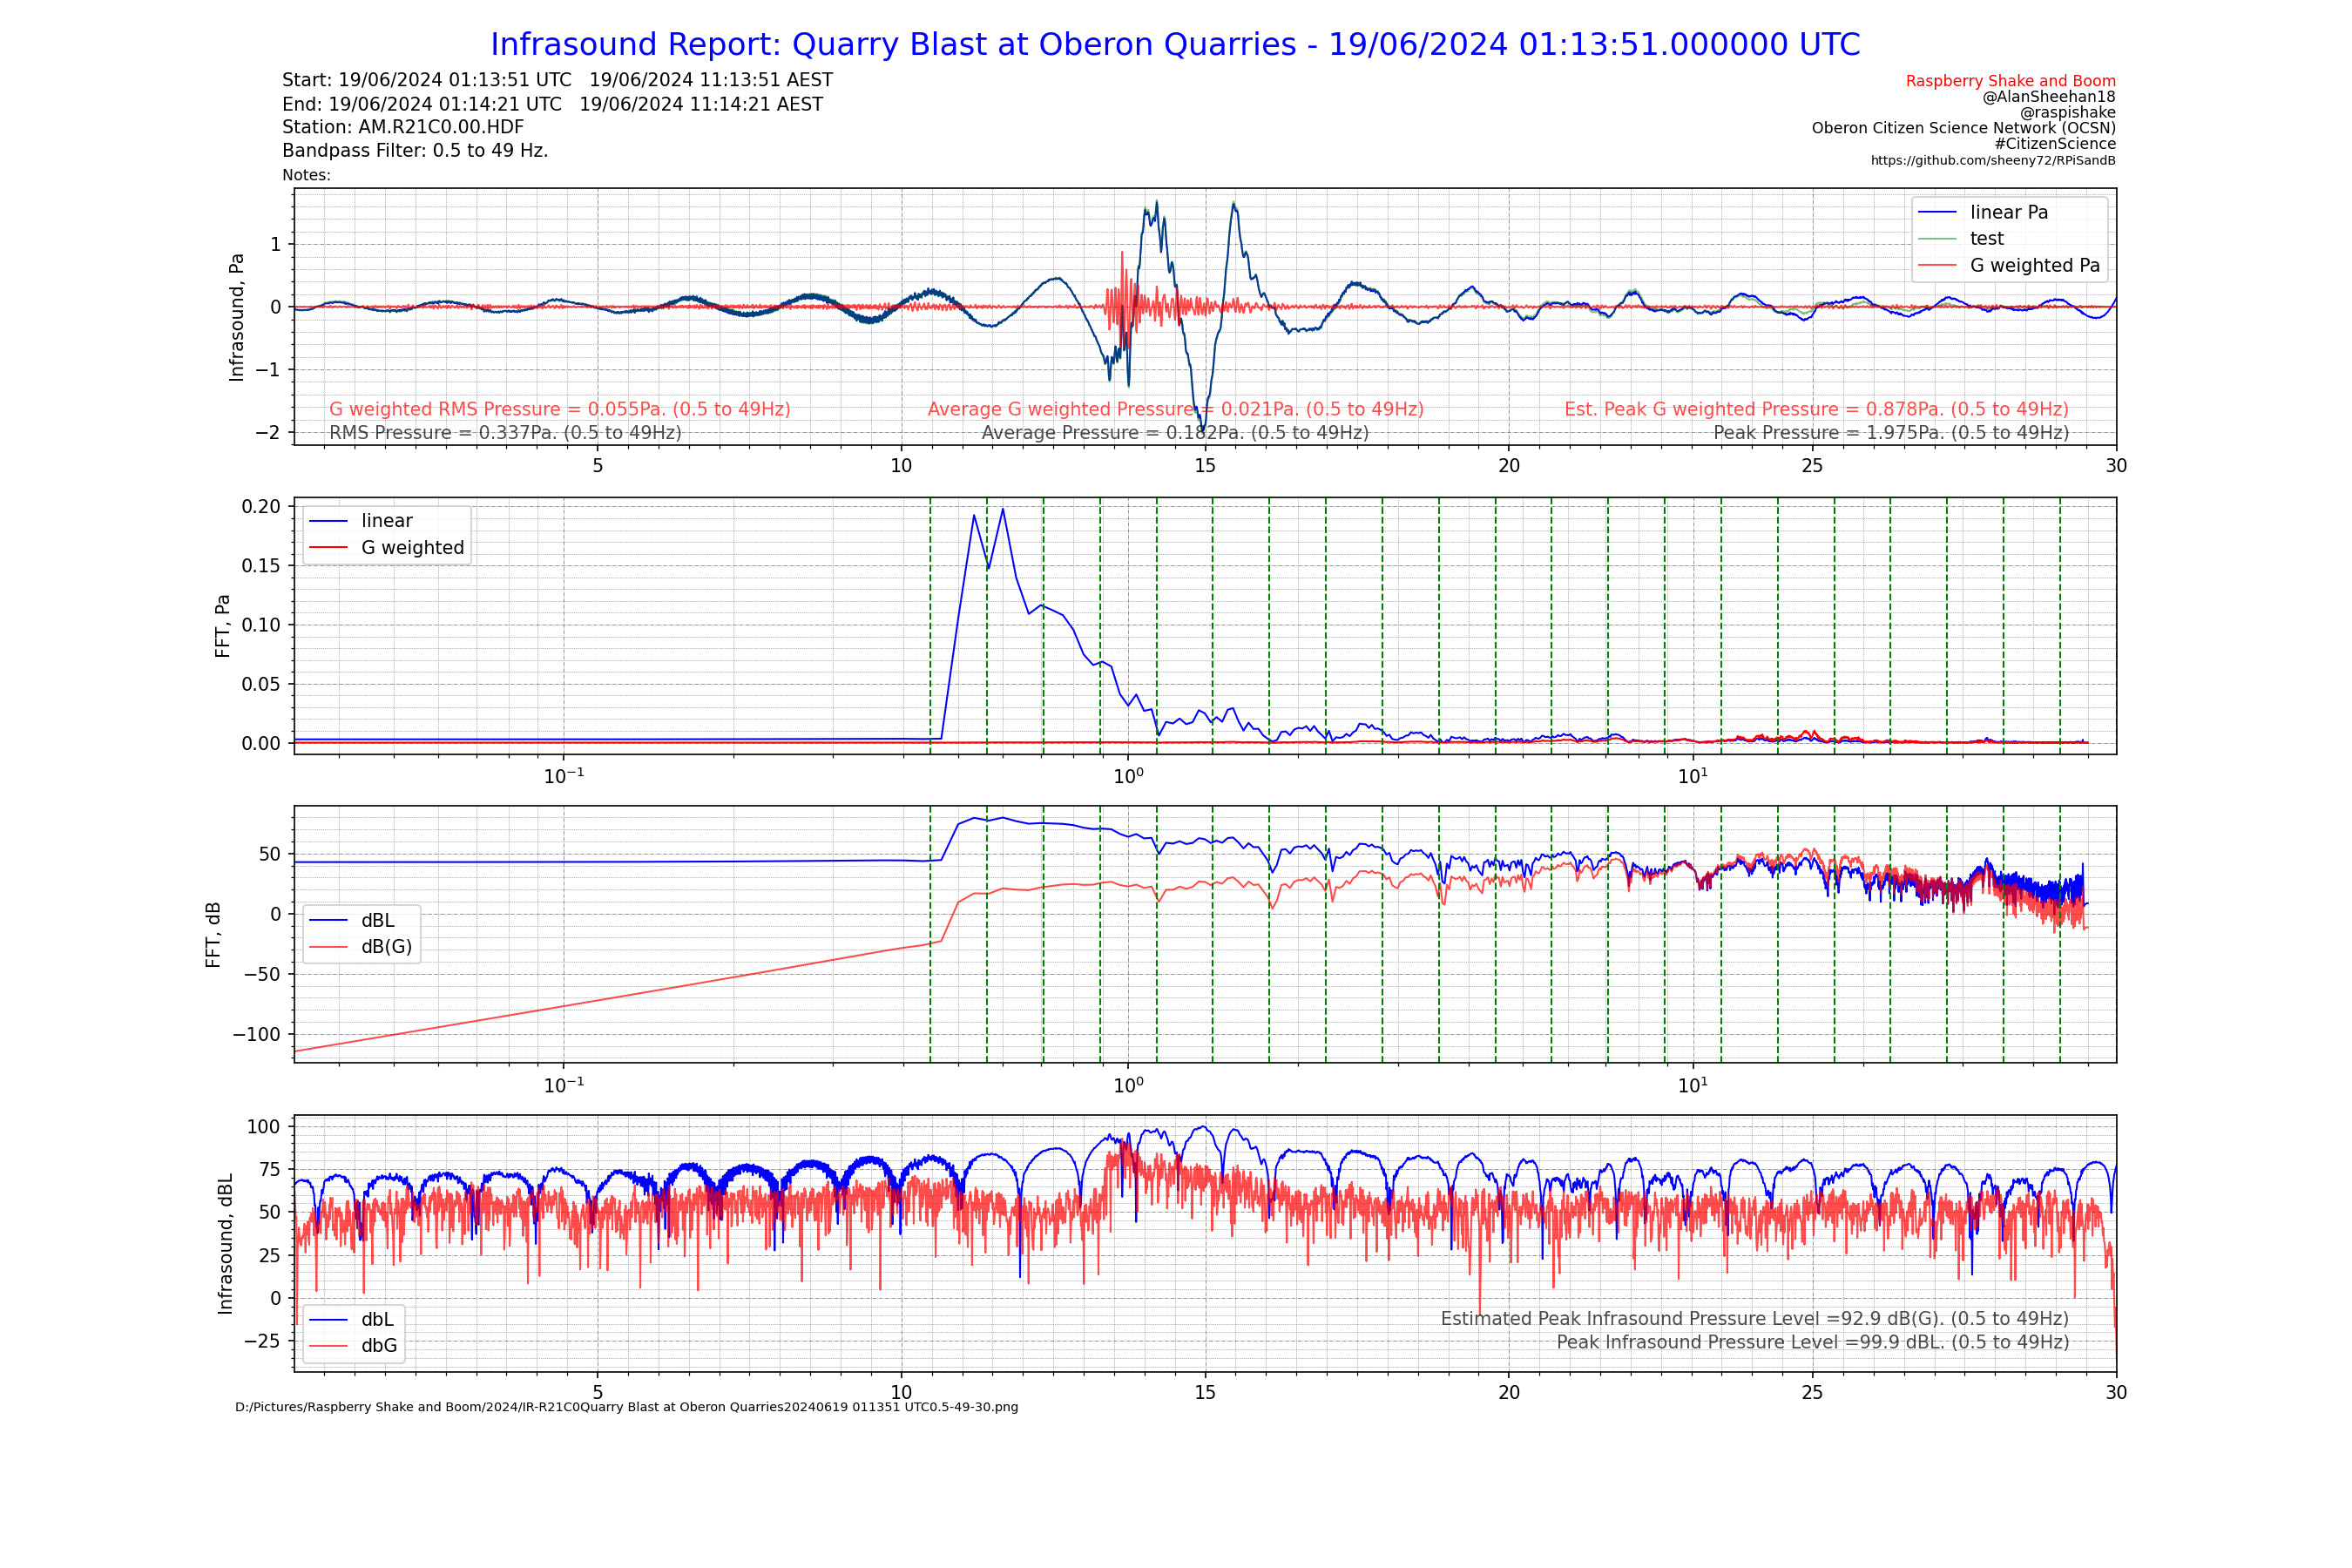 Infrasound Report: Quarry Blast at Oberon Quarries - 19/06/2024 01:13:51.000000 UTC
Start: 19/06/2024 01:13:51 UTC   19/06/2024 11:13:51 AEST
End: 19/06/2024 01:14:21 UTC   19/06/2024 11:14:21 AEST
Station: AM.R21C0.00.HDF
Bandpass Filter: 0.5 to 49 Hz.
Notes:
Raspberry Shake and Boom
@AlanSheehan18
@raspishake
Oberon Citizen Science Network (OCSN)
#CitizenScience
https://github.com/sheeny72/RPiSandB
Infrasound, Pa
1
0
−1
−2
linear Pa
test
G weighted Pa
G weighted RMS Pressure = 0.055Pa. (0.5 to 49Hz)
Average G weighted Pressure = 0.021Pa. (0.5 to 49Hz)
Est. Peak G weighted Pressure = 0.878Pa. (0.5 to 49Hz)
RMS Pressure = 0.337Pa. (0.5 to 49Hz)
Average Pressure = 0.182Pa. (0.5 to 49Hz)
Peak Pressure = 1.975Pa. (0.5 to 49Hz)
5 10 15 20 25 30
FFT, Pa
0.20
0.15
0.10
0.05
0.00
linear
G weighted
10⁻¹ 10⁰ 10¹
FFT, dB
50
0
−50
−100
dBL
dB(G)
10⁻¹ 10⁰ 10¹
Infrasound, dBL
100
75
50
25
0
−25
dbL
dbG
Estimated Peak Infrasound Pressure Level =92.9 dB(G). (0.5 to 49Hz)
Peak Infrasound Pressure Level =99.9 dBL. (0.5 to 49Hz)
5 10 15 20 25 30
D:/Pictures/Raspberry Shake and Boom/2024/IR-R21C0Quarry Blast at Oberon Quarries20240619 011351 UTC0.5-49-30.png